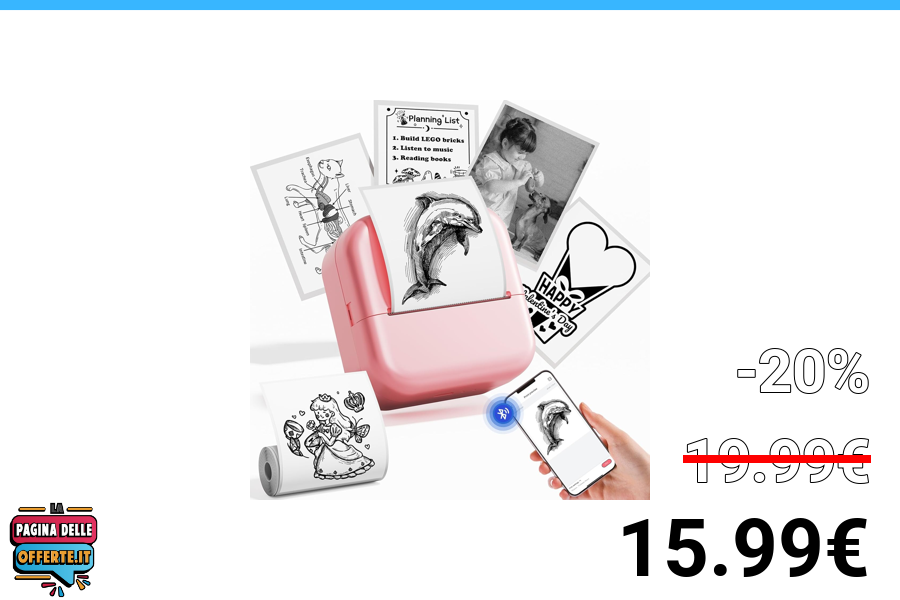 Planning List
1. Build LEGO bricks
2. Listen to music
3. Reading books
HAPPY
Valentine's Day
-20%
19.99€
15.99€
LA
PAGINA DELLE
OFFERTE.IT